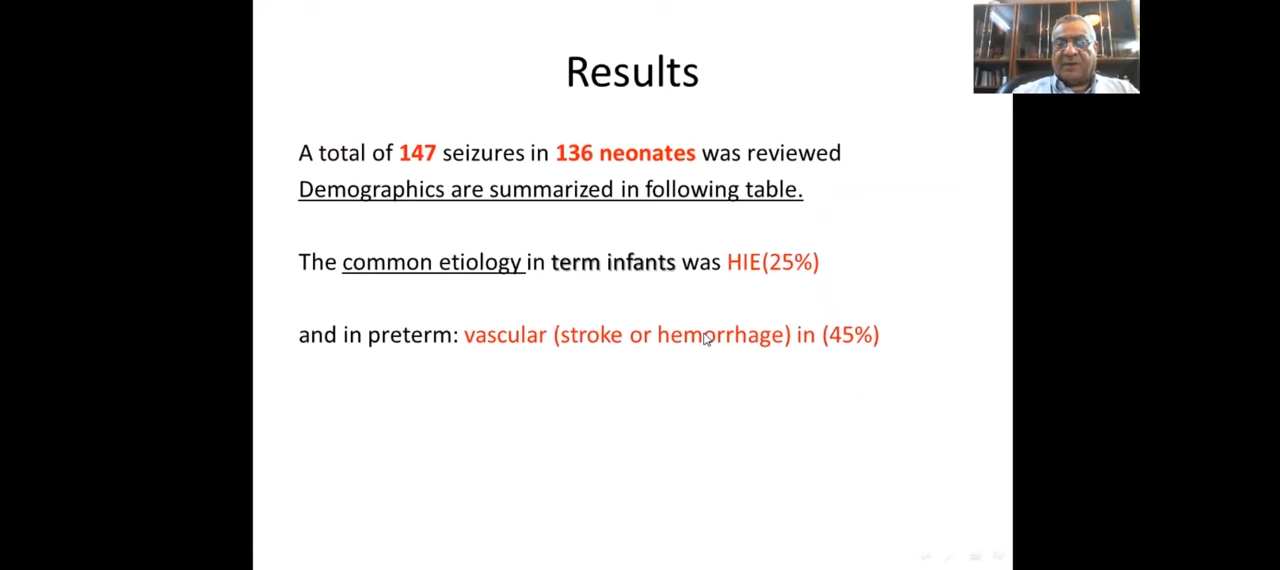 Results
A total of 147 seizures in 136 neonates was reviewed
Demographics are summarized in following table.
The common etiology in term infants was HIE(25%)
and in preterm: vascular (stroke or hemorrhage) in (45%)